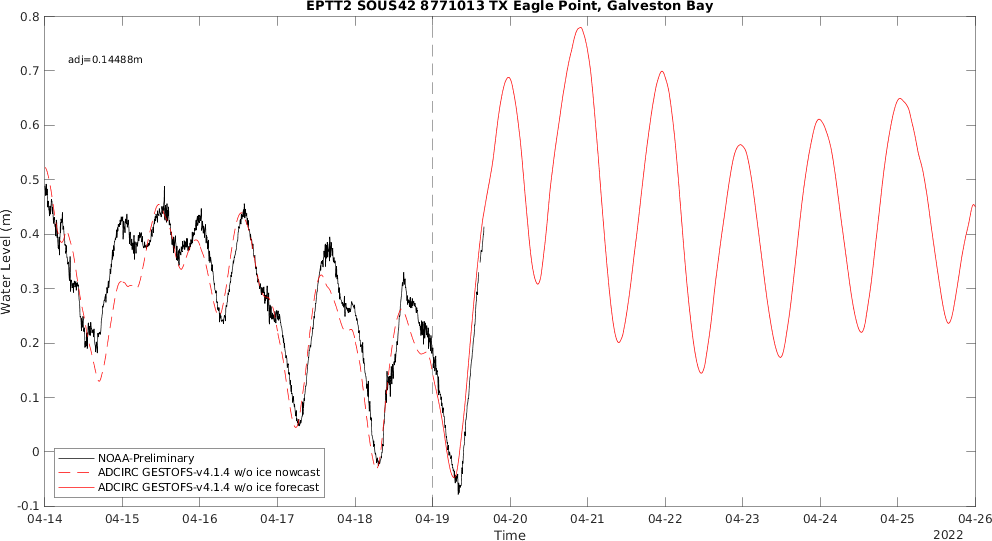 EPTT2 SOUS42 8771013 TX Eagle Point, Galveston Bay
adj=0.14488m
0.8
0.7
0.6
0.5
0.4
0.3
0.2
0.1
0
-0.1
Water Level (m)
NOAA-Preliminary
ADCIRC GESTOFS-v4.1.4 w/o ice nowcast
ADCIRC GESTOFS-v4.1.4 w/o ice forecast
04-14 04-15 04-16 04-17 04-18 04-19 04-20 04-21 04-22 04-23 04-24 04-25 04-26
Time
2022